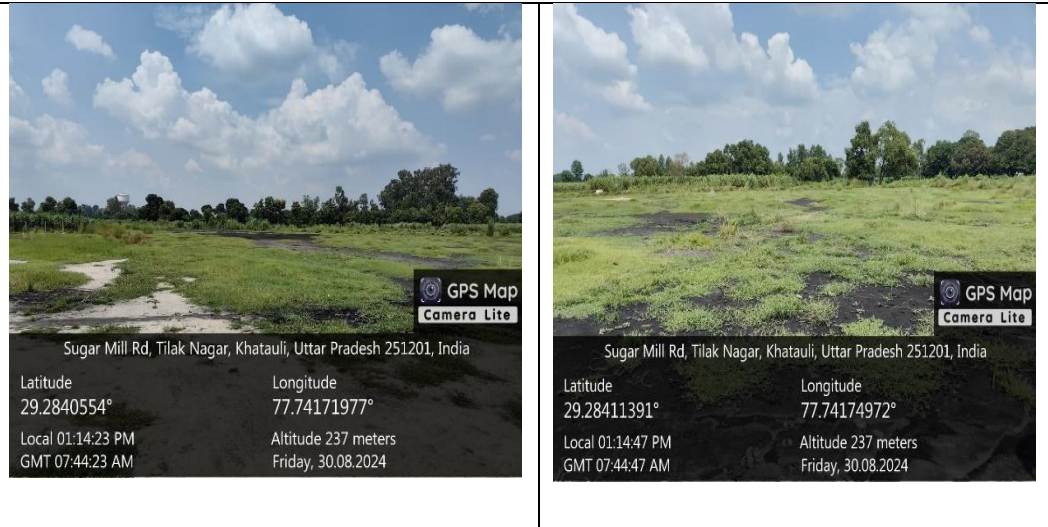 GPS Map
Camera Lite
Sugar Mill Rd, Tilak Nagar, Khatauli, Uttar Pradesh 251201, India
Latitude
29.2840554°
Longitude
77.74171977°
Local 01:14:23 PM
GMT 07:44:23 AM
Altitude 237 meters
Friday, 30.08.2024
GPS Map
Camera Lite
Sugar Mill Rd, Tilak Nagar, Khatauli, Uttar Pradesh 251201, India
Latitude
29.28411391°
Longitude
77.74174972°
Local 01:14:47 PM
GMT 07:44:47 AM
Altitude 237 meters
Friday, 30.08.2024